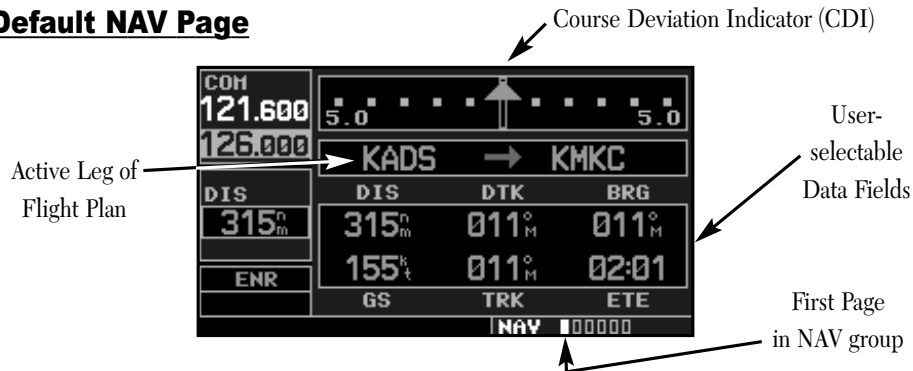 Default NAV Page
Course Deviation Indicator (CDI)
COM
121.600
126.000
5.0 5.0
KADS → KMKC
User-
selectable
Data Fields
Active Leg of
Flight Plan
DIS
315nm
ENR
DIS DTK BRG
315nm 011°M 011°M
155kt 011°M 02:01
GS TRK ETE
NAV
First Page
in NAV group